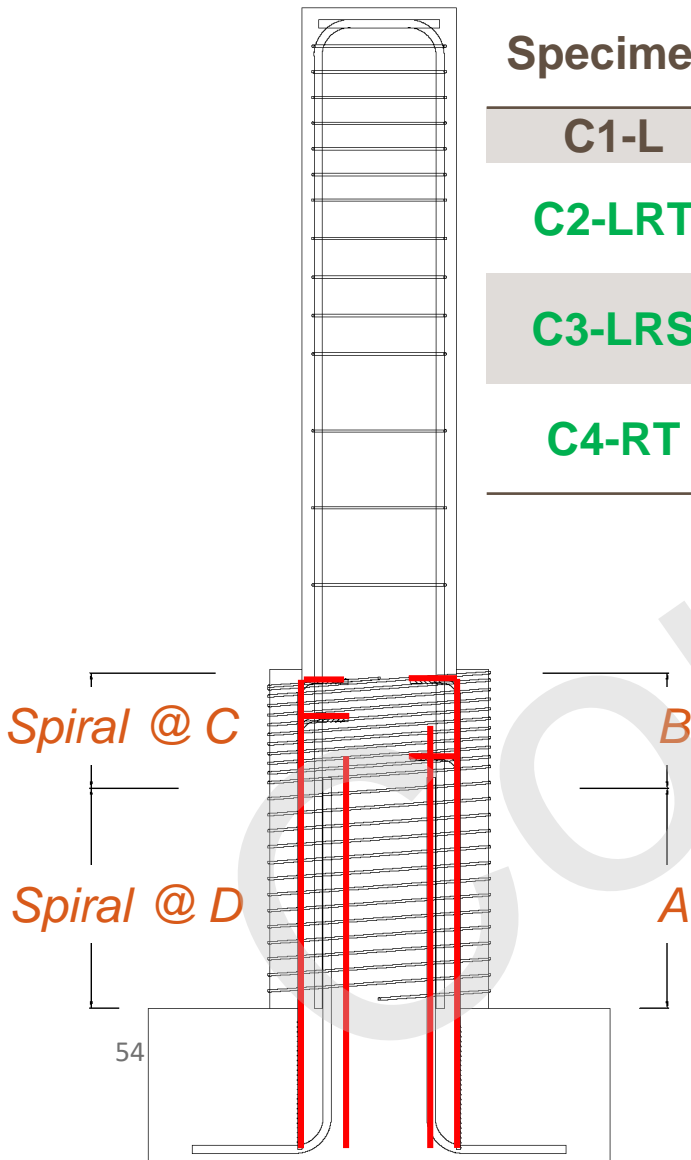 Specime
C1-L
C2-LRT
C3-LRS
C4-RT
Spiral @ C
B
Spiral @ D
A
54